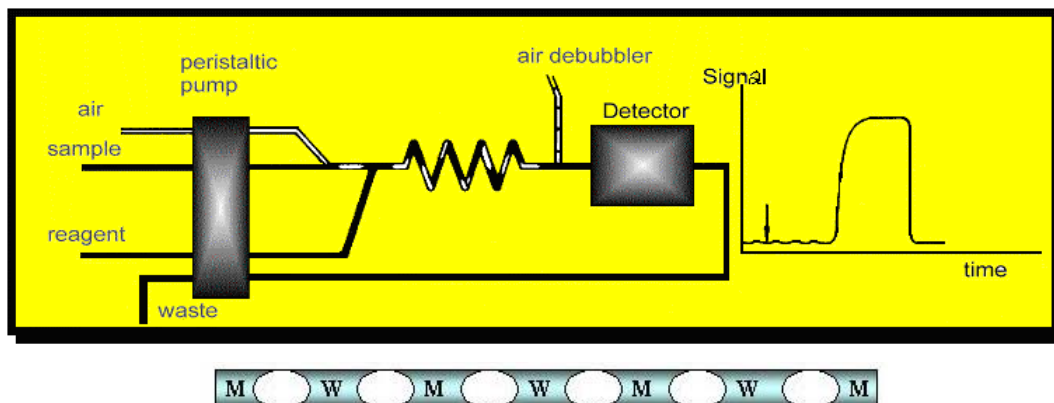 peristaltic
pump
air
sample
reagent
waste
air debubbler
Detector
Signal
time
M W M W M W M